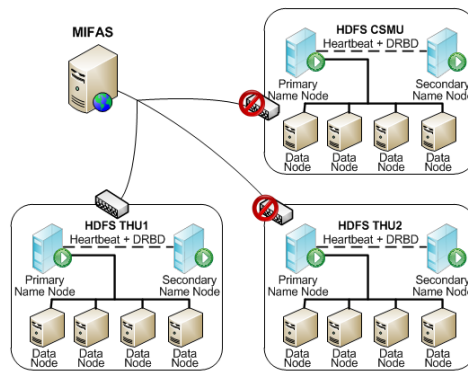 MIFAS
HDFS CSMU
Heartbeat + DRBD
Primary
Name Node
Secondary
Name Node
Data
Node
Data
Node
Data
Node
Data
Node
HDFS THU1
Heartbeat + DRBD
Primary
Name Node
Secondary
Name Node
Data
Node
Data
Node
Data
Node
Data
Node
HDFS THU2
Heartbeat + DRBD
Primary
Name Node
Secondary
Name Node
Data
Node
Data
Node
Data
Node
Data
Node